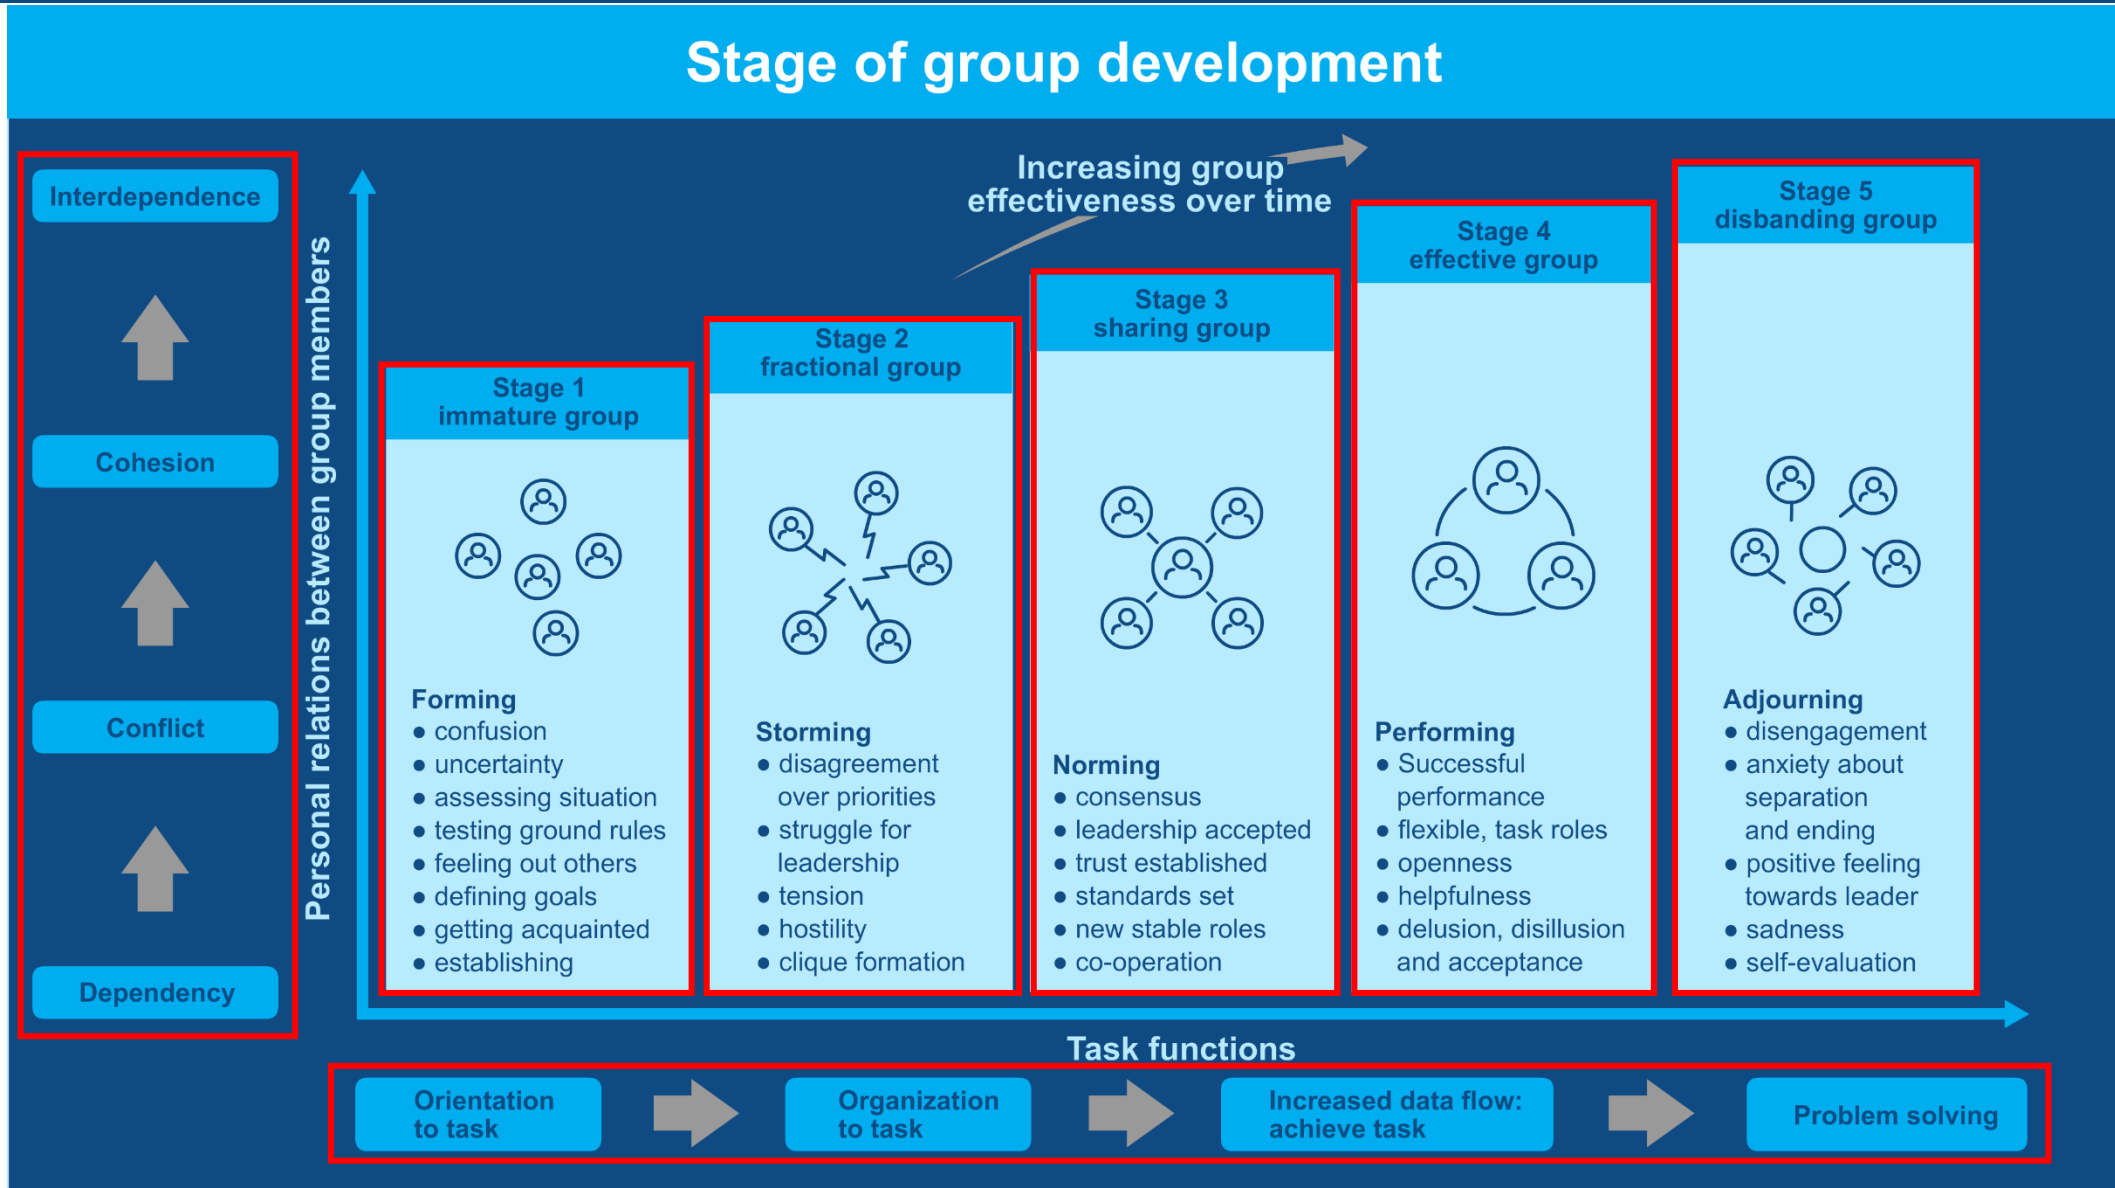 Stage of group development
Increasing group
effectiveness over time
Interdependence
Cohesion
Conflict
Dependency
Personal relations between group members
Stage 1
immature group
Forming
● confusion
● uncertainty
● assessing situation
● testing ground rules
● feeling out others
● defining goals
● getting acquainted
● establishing
Stage 2
fractional group
Storming
● disagreement
over priorities
● struggle for
leadership
● tension
● hostility
● clique formation
Stage 3
sharing group
Norming
● consensus
● leadership accepted
● trust established
● standards set
● new stable roles
● co-operation
Stage 4
effective group
Performing
● Successful
performance
● flexible, task roles
● openness
● helpfulness
● delusion, disillusion
and acceptance
Stage 5
disbanding group
Adjourning
● disengagement
● anxiety about
separation
and ending
● positive feeling
towards leader
● sadness
● self-evaluation
Task functions
Orientation
to task
Organization
to task
Increased data flow:
achieve task
Problem solving